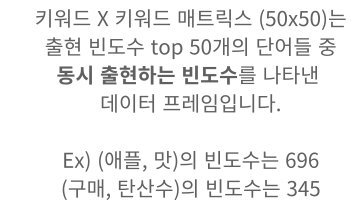 키워드 X 키워드 매트릭스 (50x50)는
출현 빈도수 top 50개의 단어들 중
동시 출현하는 빈도수를 나타낸
데이터 프레임입니다.
Ex) (애플, 맛)의 빈도수는 696
(구매, 탄산수)의 빈도수는 345